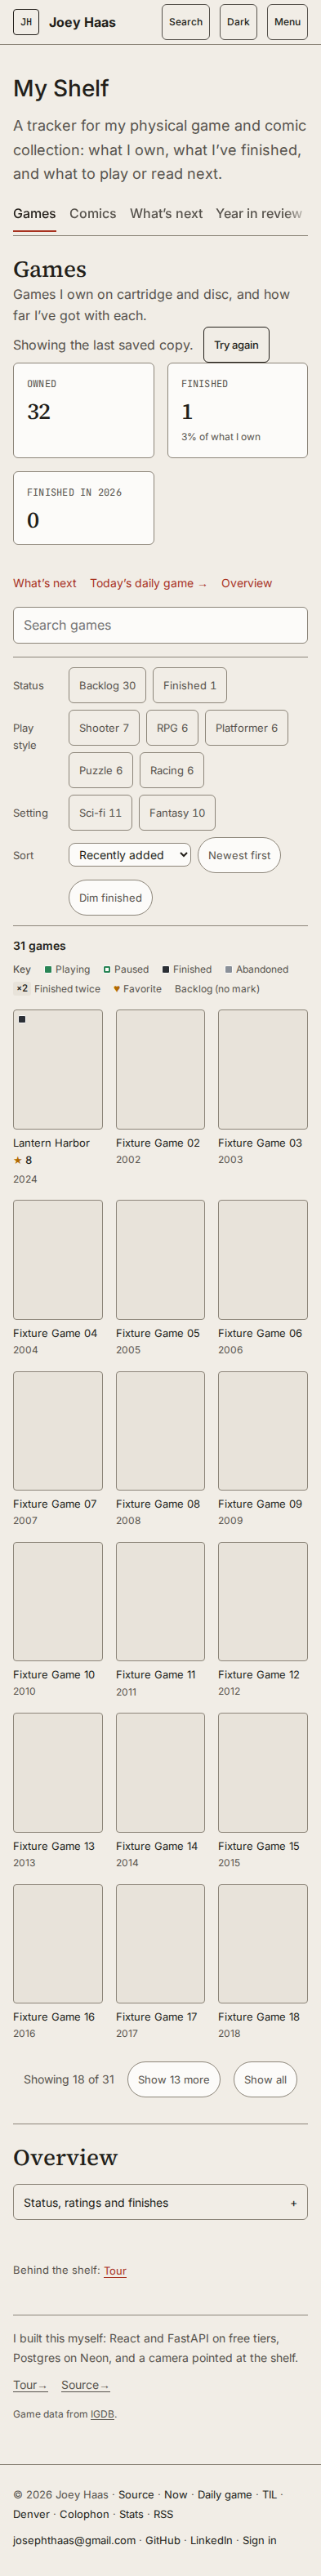 JH Joey Haas Search Dark Menu
My Shelf
A tracker for my physical game and comic
collection: what I own, what I've finished,
and what to play or read next.
Games Comics What's next Year in review
Games
Games I own on cartridge and disc, and how
far I've got with each.
Showing the last saved copy. Try again
OWNED FINISHED
32 1
3% of what I own
FINISHED IN 2026
0
What's next Today's daily game → Overview
Search games
Status Backlog 30 Finished 1
Play style Shooter 7 RPG 6 Platformer 6
Puzzle 6 Racing 6
Setting Sci-fi 11 Fantasy 10
Sort Recently added Newest first
Dim finished
31 games
Key Playing Paused Finished Abandoned
×2 Finished twice ♥ Favorite Backlog (no mark)
Lantern Harbor Fixture Game 02 Fixture Game 03
★ 8 2002 2003
2024
Fixture Game 04 Fixture Game 05 Fixture Game 06
2004 2005 2006
Fixture Game 07 Fixture Game 08 Fixture Game 09
2007 2008 2009
Fixture Game 10 Fixture Game 11 Fixture Game 12
2010 2011 2012
Fixture Game 13 Fixture Game 14 Fixture Game 15
2013 2014 2015
Fixture Game 16 Fixture Game 17 Fixture Game 18
2016 2017 2018
Showing 18 of 31 Show 13 more Show all
Overview
Status, ratings and finishes +
Behind the shelf: Tour
I built this myself: React and FastAPI on free tiers,
Postgres on Neon, and a camera pointed at the shelf.
Tour→ Source→
Game data from IGDB.
© 2026 Joey Haas · Source · Now · Daily game · TIL ·
Denver · Colophon · Stats · RSS
josephthaas@gmail.com · GitHub · LinkedIn · Sign in